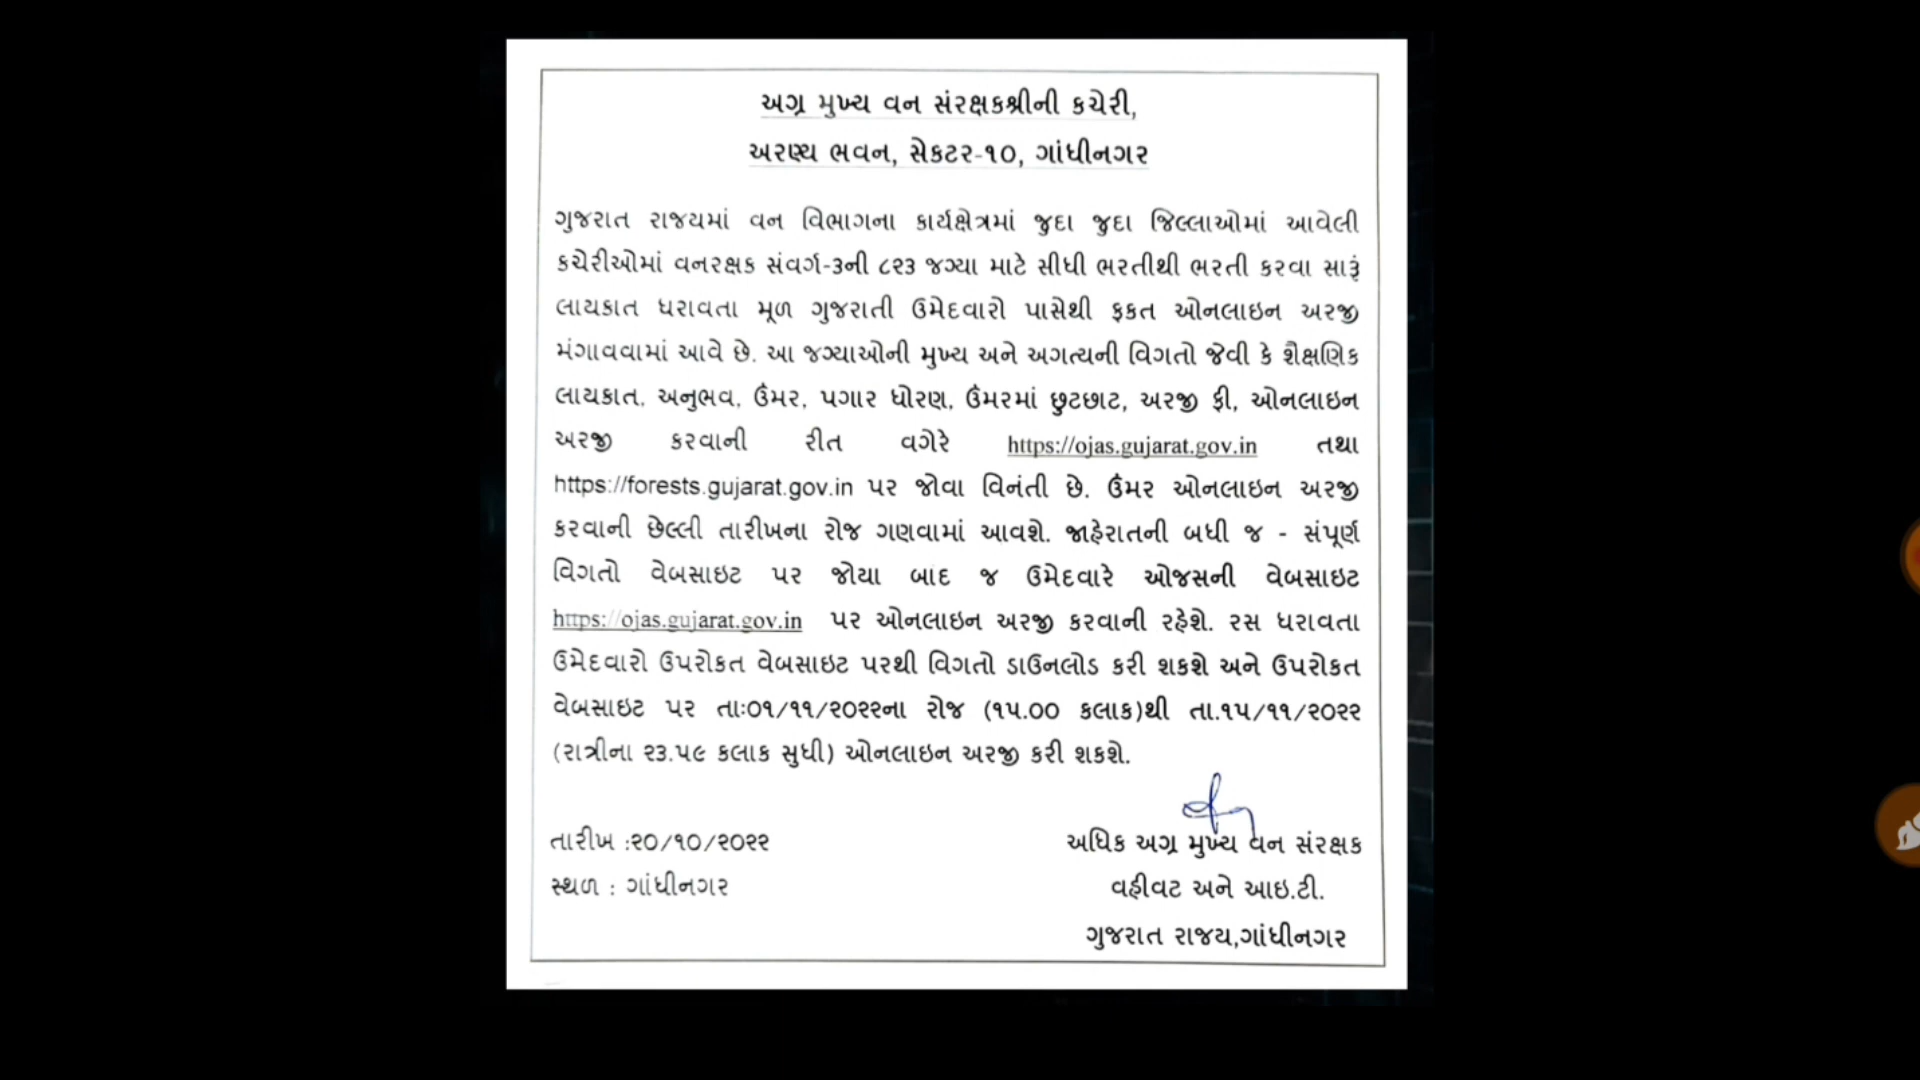 અગ્ર મુખ્ય વન સંરક્ષકશ્રીની કચેરી,
અરણ્ય ભવન, સેકટર-૧૦, ગાંધીનગર
ગુજરાત રાજયમાં વન વિભાગના કાર્યક્ષેત્રમાં જુદા જુદા જિલ્લાઓમાં આવેલી
કચેરીઓમાં વનરક્ષક સંવર્ગ-૩ની ૮૨૩ જગ્યા માટે સીધી ભરતીથી ભરતી કરવા સારૂં
લાયકાત ધરાવતા મૂળ ગુજરાતી ઉમેદવારો પાસેથી ફકત ઓનલાઇન અરજી
મંગાવવામાં આવે છે. આ જગ્યાઓની મુખ્ય અને અગત્યની વિગતો જેવી કે શૈક્ષણિક
લાયકાત, અનુભવ, ઉંમર, પગાર ધોરણ, ઉંમરમાં છુટછાટ, અરજી ફી, ઓનલાઇન
અરજી કરવાની રીત વગેરે https://ojas.gujarat.gov.in તથા
https://forests.gujarat.gov.in પર જોવા વિનંતી છે. ઉંમર ઓનલાઇન અરજી
કરવાની છેલ્લી તારીખના રોજ ગણવામાં આવશે. જાહેરાતની બધી જ - સંપૂર્ણ
વિગતો વેબસાઇટ પર જોયા બાદ જ ઉમેદવારે ઓજસની વેબસાઇટ
https://ojas.gujarat.gov.in પર ઓનલાઇન અરજી કરવાની રહેશે. રસ ધરાવતા
ઉમેદવારો ઉપરોકત વેબસાઇટ પરથી વિગતો ડાઉનલોડ કરી શકશે અને ઉપરોકત
વેબસાઇટ પર તાઃ૦૧/૧૧/૨૦૨૨ના રોજ (૧૫.૦૦ કલાક)થી તા.૧૫/૧૧/૨૦૨૨
(રાત્રીના ૨૩.૫૯ કલાક સુધી) ઓનલાઇન અરજી કરી શકશે.
તારીખ :૨૦/૧૦/૨૦૨૨
સ્થળ : ગાંધીનગર
અધિક અગ્ર મુખ્ય વન સંરક્ષક
વહીવટ અને આઇ.ટી.
ગુજરાત રાજય,ગાંધીનગર